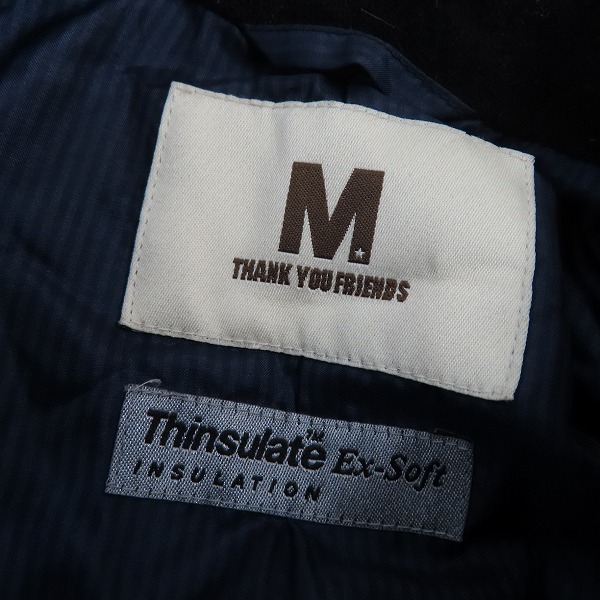 M.
THANK YOU FRIENDS
Thinsulate™ Ex-Soft
INSULATION